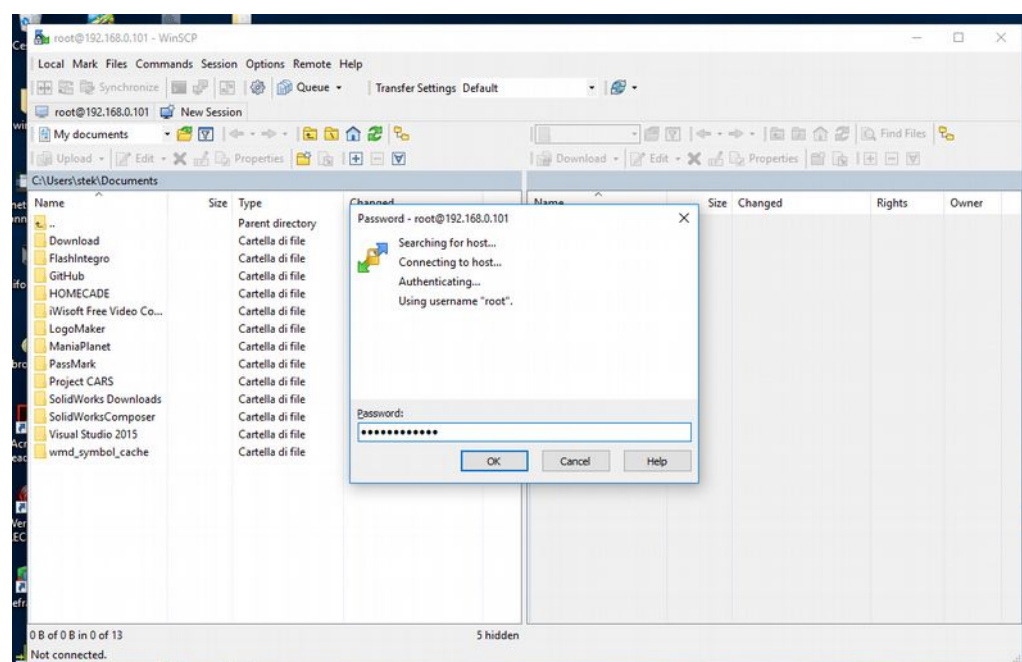 root@192.168.0.101 - WinSCP
Local Mark Files Commands Session Options Remote Help
Synchronize Queue Transfer Settings Default
root@192.168.0.101 New Session
My documents Find Files
Upload Edit Properties Download Edit Properties
C:\Users\stek\Documents
Name Size Type Changed Name Size Changed Rights Owner
.. Parent directory
Download Cartella di file
FlashIntegro Cartella di file
GitHub Cartella di file
HOMECADE Cartella di file
iWisoft Free Video Co... Cartella di file
LogoMaker Cartella di file
ManiaPlanet Cartella di file
PassMark Cartella di file
Project CARS Cartella di file
SolidWorks Downloads Cartella di file
SolidWorksComposer Cartella di file
Visual Studio 2015 Cartella di file
wmd_symbol_cache Cartella di file
Password - root@192.168.0.101
Searching for host...
Connecting to host...
Authenticating...
Using username "root".
Password:
●●●●●●●●●●●●
OK Cancel Help
0 B of 0 B in 0 of 13 5 hidden
Not connected.